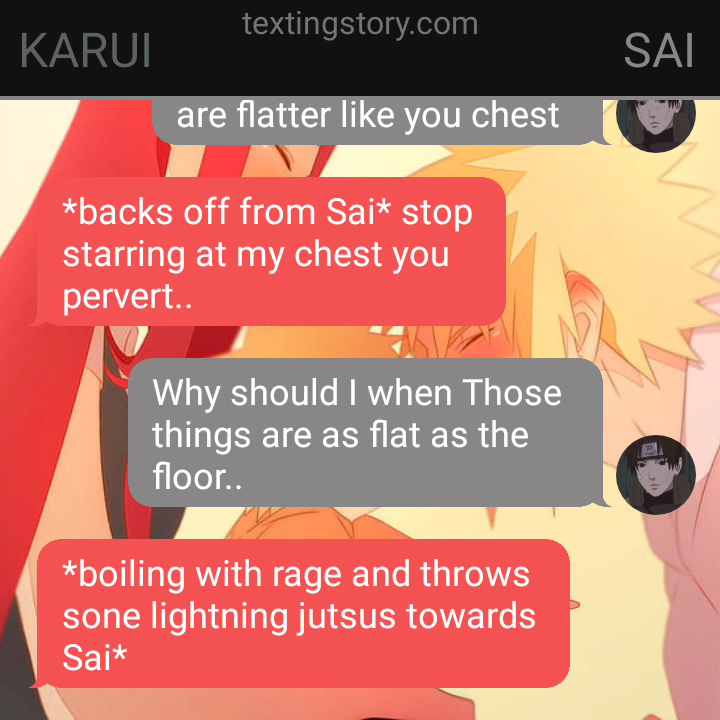 textingstory.com
KARUI
SAI
are flatter like you chest
*backs off from Sai* stop
starring at my chest you
pervert..
Why should I when Those
things are as flat as the
floor..
*boiling with rage and throws
sone lightning jutsus towards
Sai*